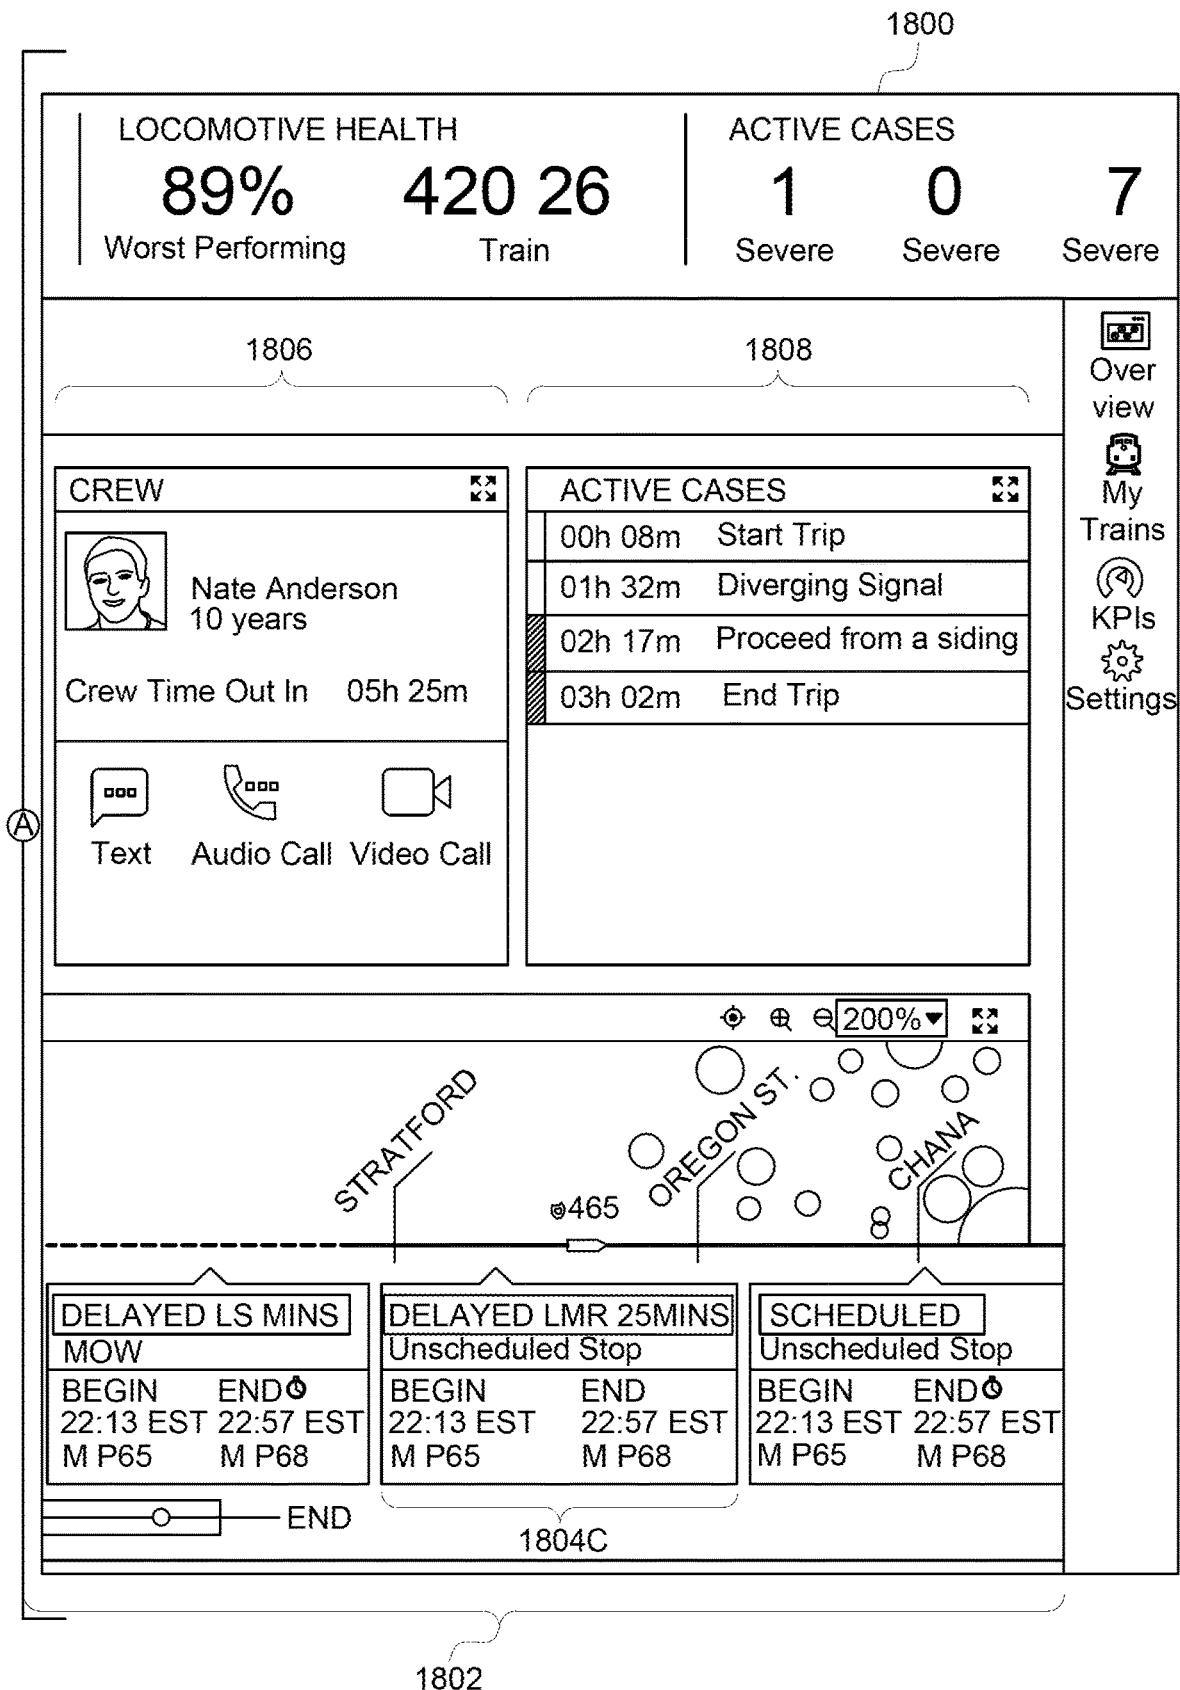 1800
LOCOMOTIVE HEALTH
89% 420 26
Worst Performing Train
ACTIVE CASES
1 0 7
Severe Severe Severe
1806
1808
Over
view
My
Trains
KPIs
Settings
CREW
Nate Anderson
10 years
Crew Time Out In 05h 25m
Text Audio Call Video Call
ACTIVE CASES
00h 08m Start Trip
01h 32m Diverging Signal
02h 17m Proceed from a siding
03h 02m End Trip
A
200%
STRATFORD
465
OREGON ST.
CHANA
DELAYED LS MINS
MOW
BEGIN END
22:13 EST 22:57 EST
M P65 M P68
DELAYED LMR 25MINS
Unscheduled Stop
BEGIN END
22:13 EST 22:57 EST
M P65 M P68
SCHEDULED
Unscheduled Stop
BEGIN END
22:13 EST 22:57 EST
M P65 M P68
END
1804C
1802